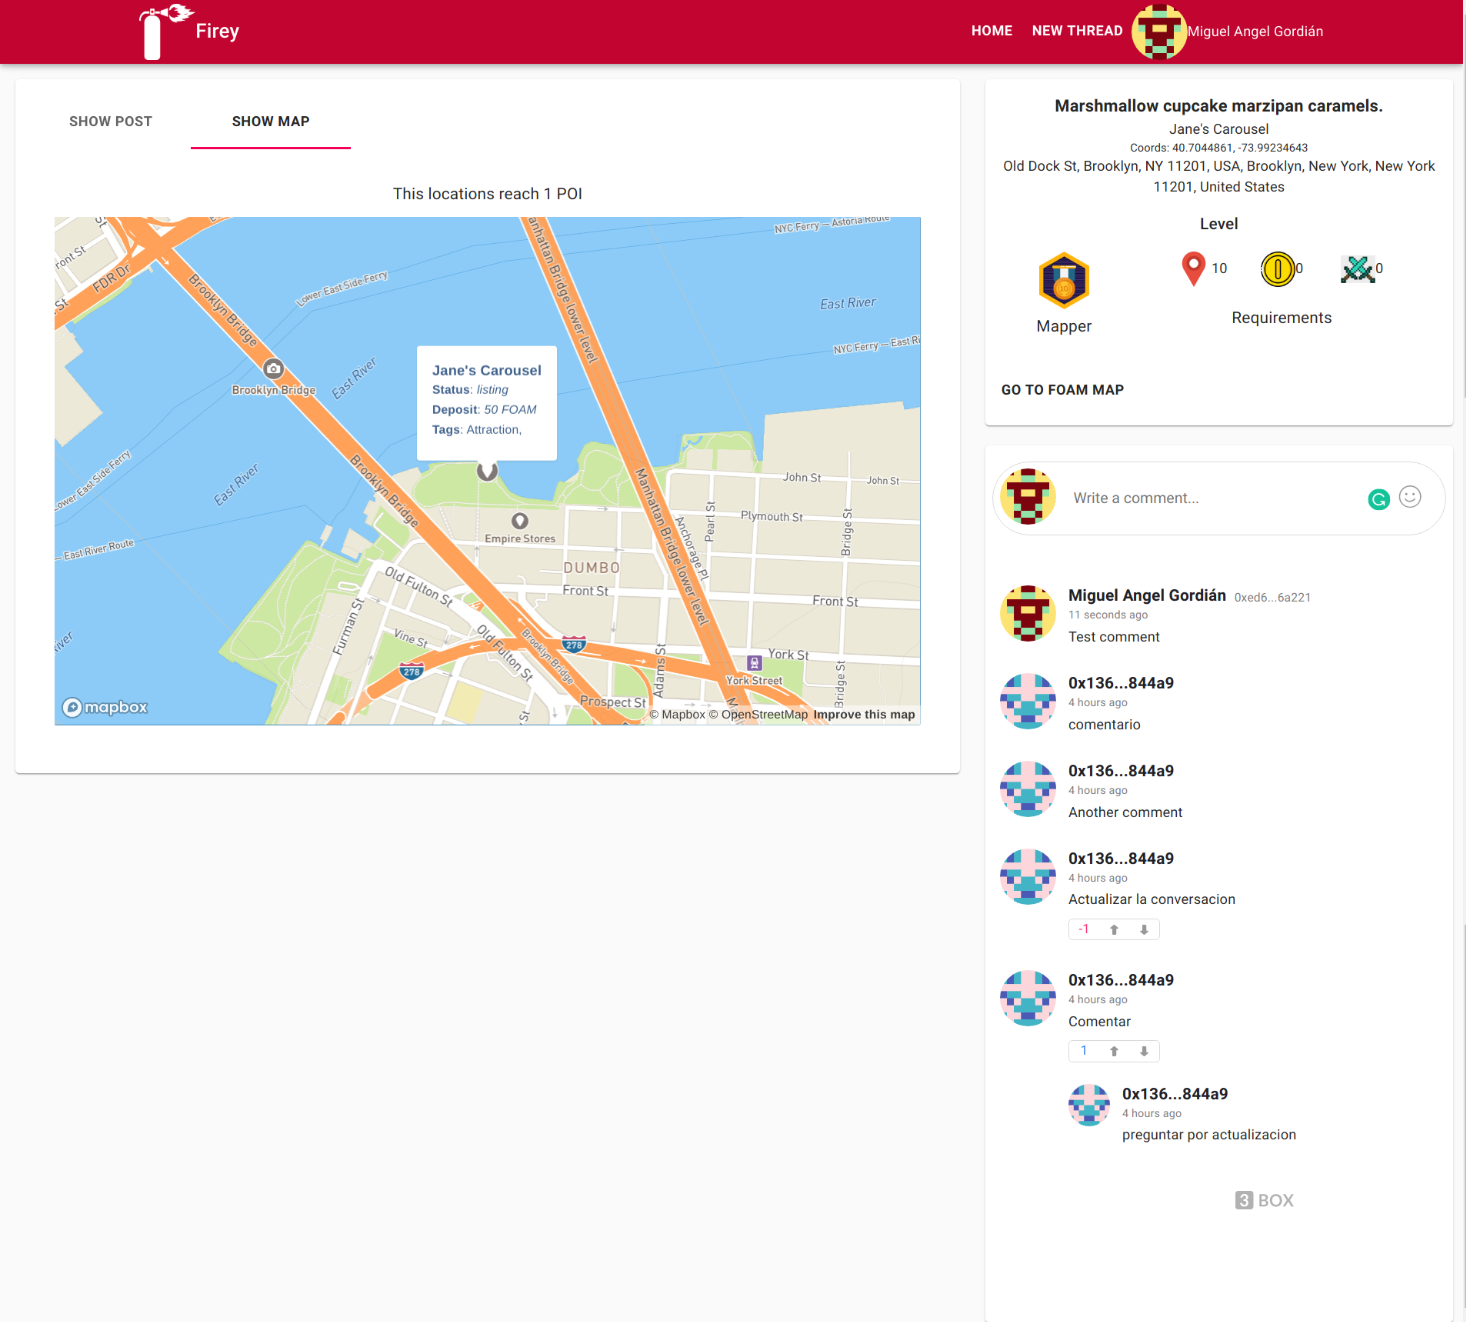 Firey
HOME
NEW THREAD
Miguel Angel Gordián
SHOW POST
SHOW MAP
This locations reach 1 POI
Front St
FDR Dr
St
Brooklyn Bridge
Lower East Side Ferry
Manhattan Bridge lower level
NYC Ferry — Astoria Route
East River
NYC Ferry — East Ri
Brooklyn Bridge
East River
Jane's Carousel
Status: listing
Deposit: 50 FOAM
Tags: Attraction,
Lower East Side Ferry
East River
Brooklyn Bridge
East River Route
River
Empire Stores
DUMBO
John St
John St
Plymouth St
Pearl St
Anchorage Pl
Bridge St
Manhattan Bridge lower level
Front St
Front St
Old Fulton St
Furman St
Vine St
Old Fulton St
Brooklyn Bridge
278
278
York St
York Street
Adams St
Bridge St
Prospect St
St
mapbox
© Mapbox © OpenStreetMap Improve this map
Marshmallow cupcake marzipan caramels.
Jane's Carousel
Coords: 40.7044861, -73.99234643
Old Dock St, Brooklyn, NY 11201, USA, Brooklyn, New York, New York
11201, United States
Level
10
0
0
Mapper
Requirements
GO TO FOAM MAP
Write a comment...
Miguel Angel Gordián 0xed6...6a221
11 seconds ago
Test comment
0x136...844a9
4 hours ago
comentario
0x136...844a9
4 hours ago
Another comment
0x136...844a9
4 hours ago
Actualizar la conversacion
-1
0x136...844a9
4 hours ago
Comentar
1
0x136...844a9
4 hours ago
preguntar por actualizacion
3 BOX